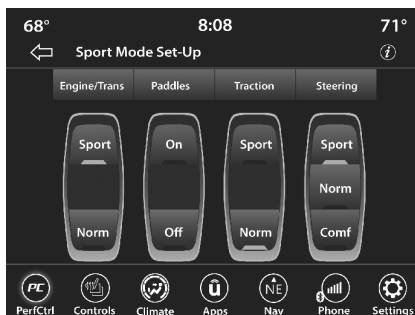 68° 8:08 71°
Sport Mode Set-Up i
Engine/Trans Paddles Traction Steering
Sport On Sport Sport
Norm
Norm Off Norm Comf
PC û NE
PerfCtrl Controls Climate Apps Nav Phone Settings